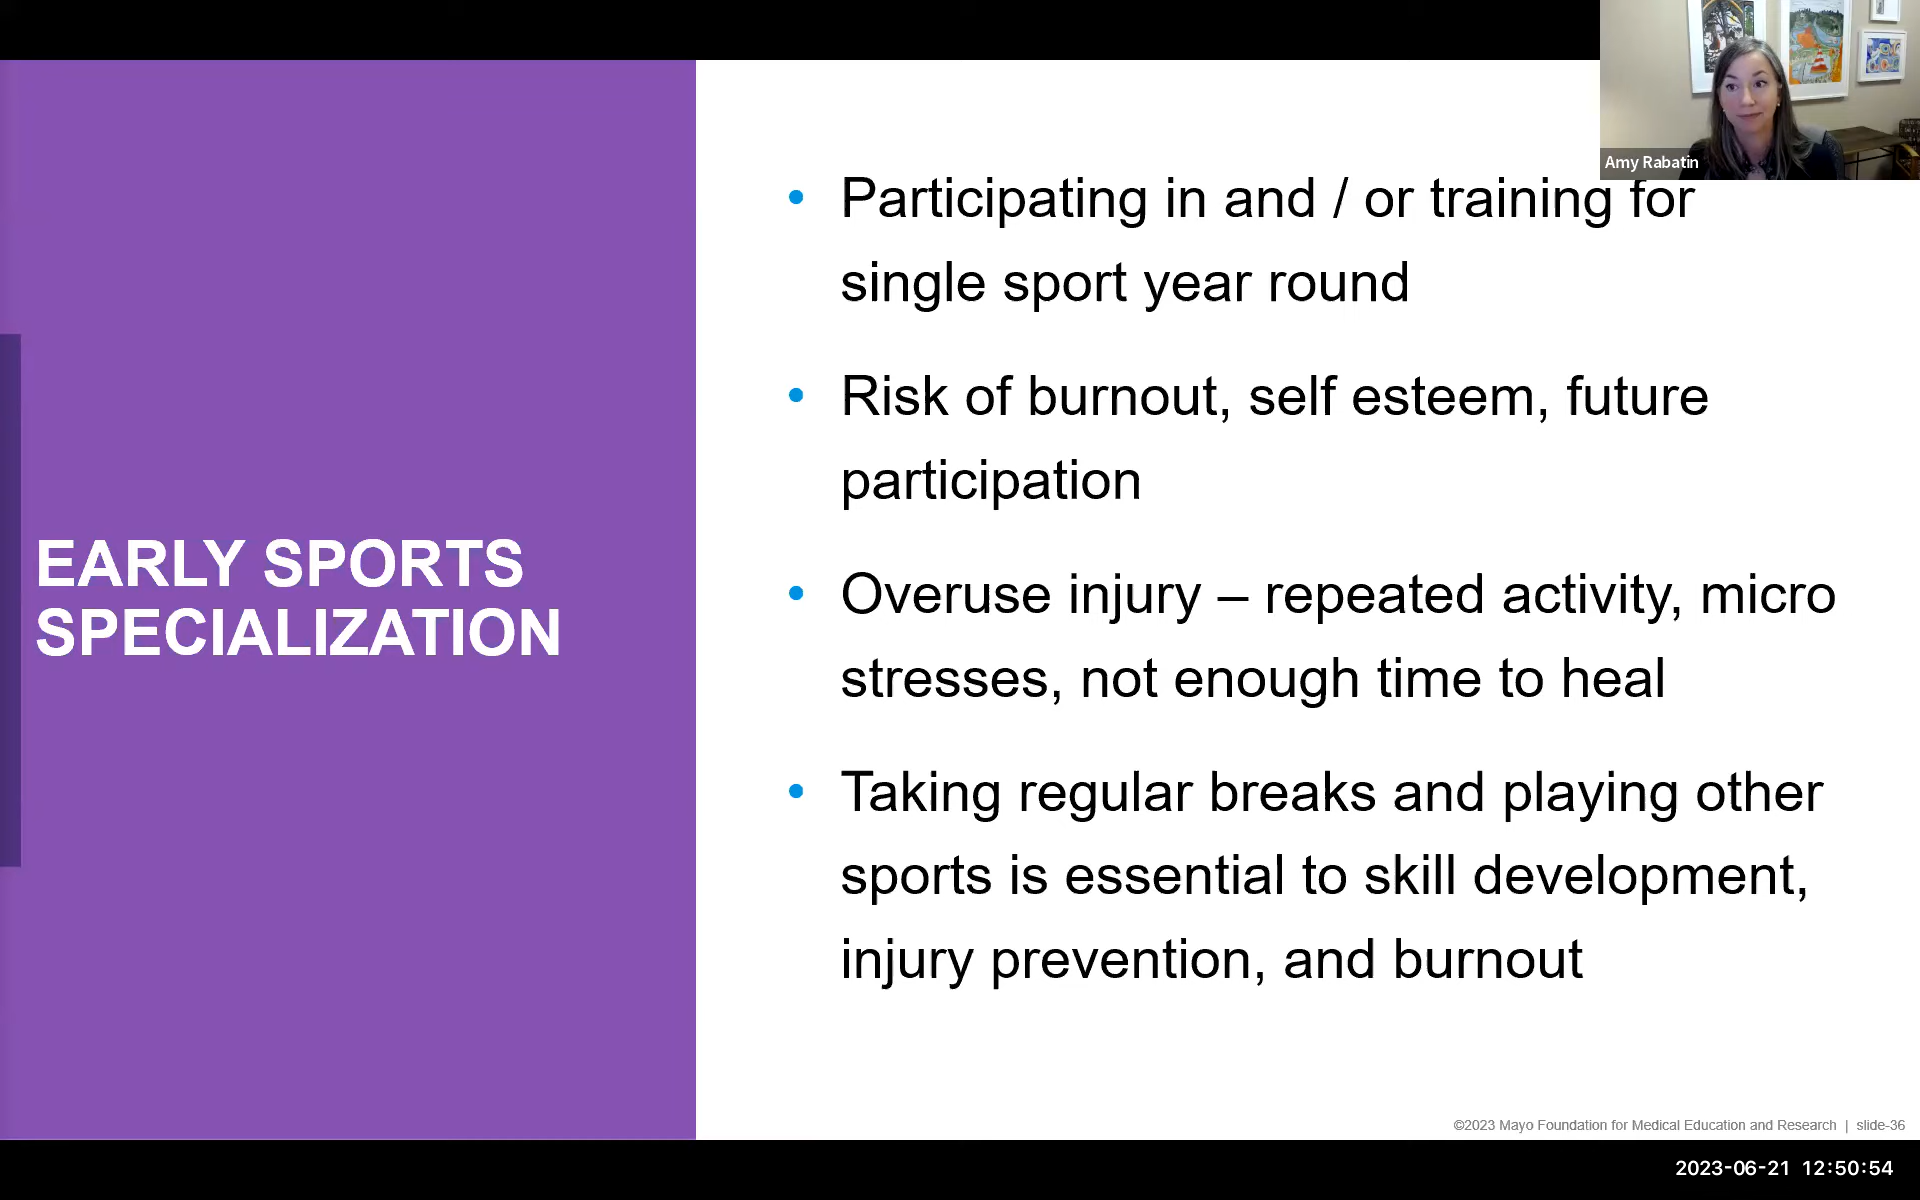 Amy Rabatin
EARLY SPORTS
SPECIALIZATION
• Participating in and / or training for
single sport year round
• Risk of burnout, self esteem, future
participation
• Overuse injury – repeated activity, micro
stresses, not enough time to heal
• Taking regular breaks and playing other
sports is essential to skill development,
injury prevention, and burnout
©2023 Mayo Foundation for Medical Education and Research | slide-36
2023-06-21 12:50:54